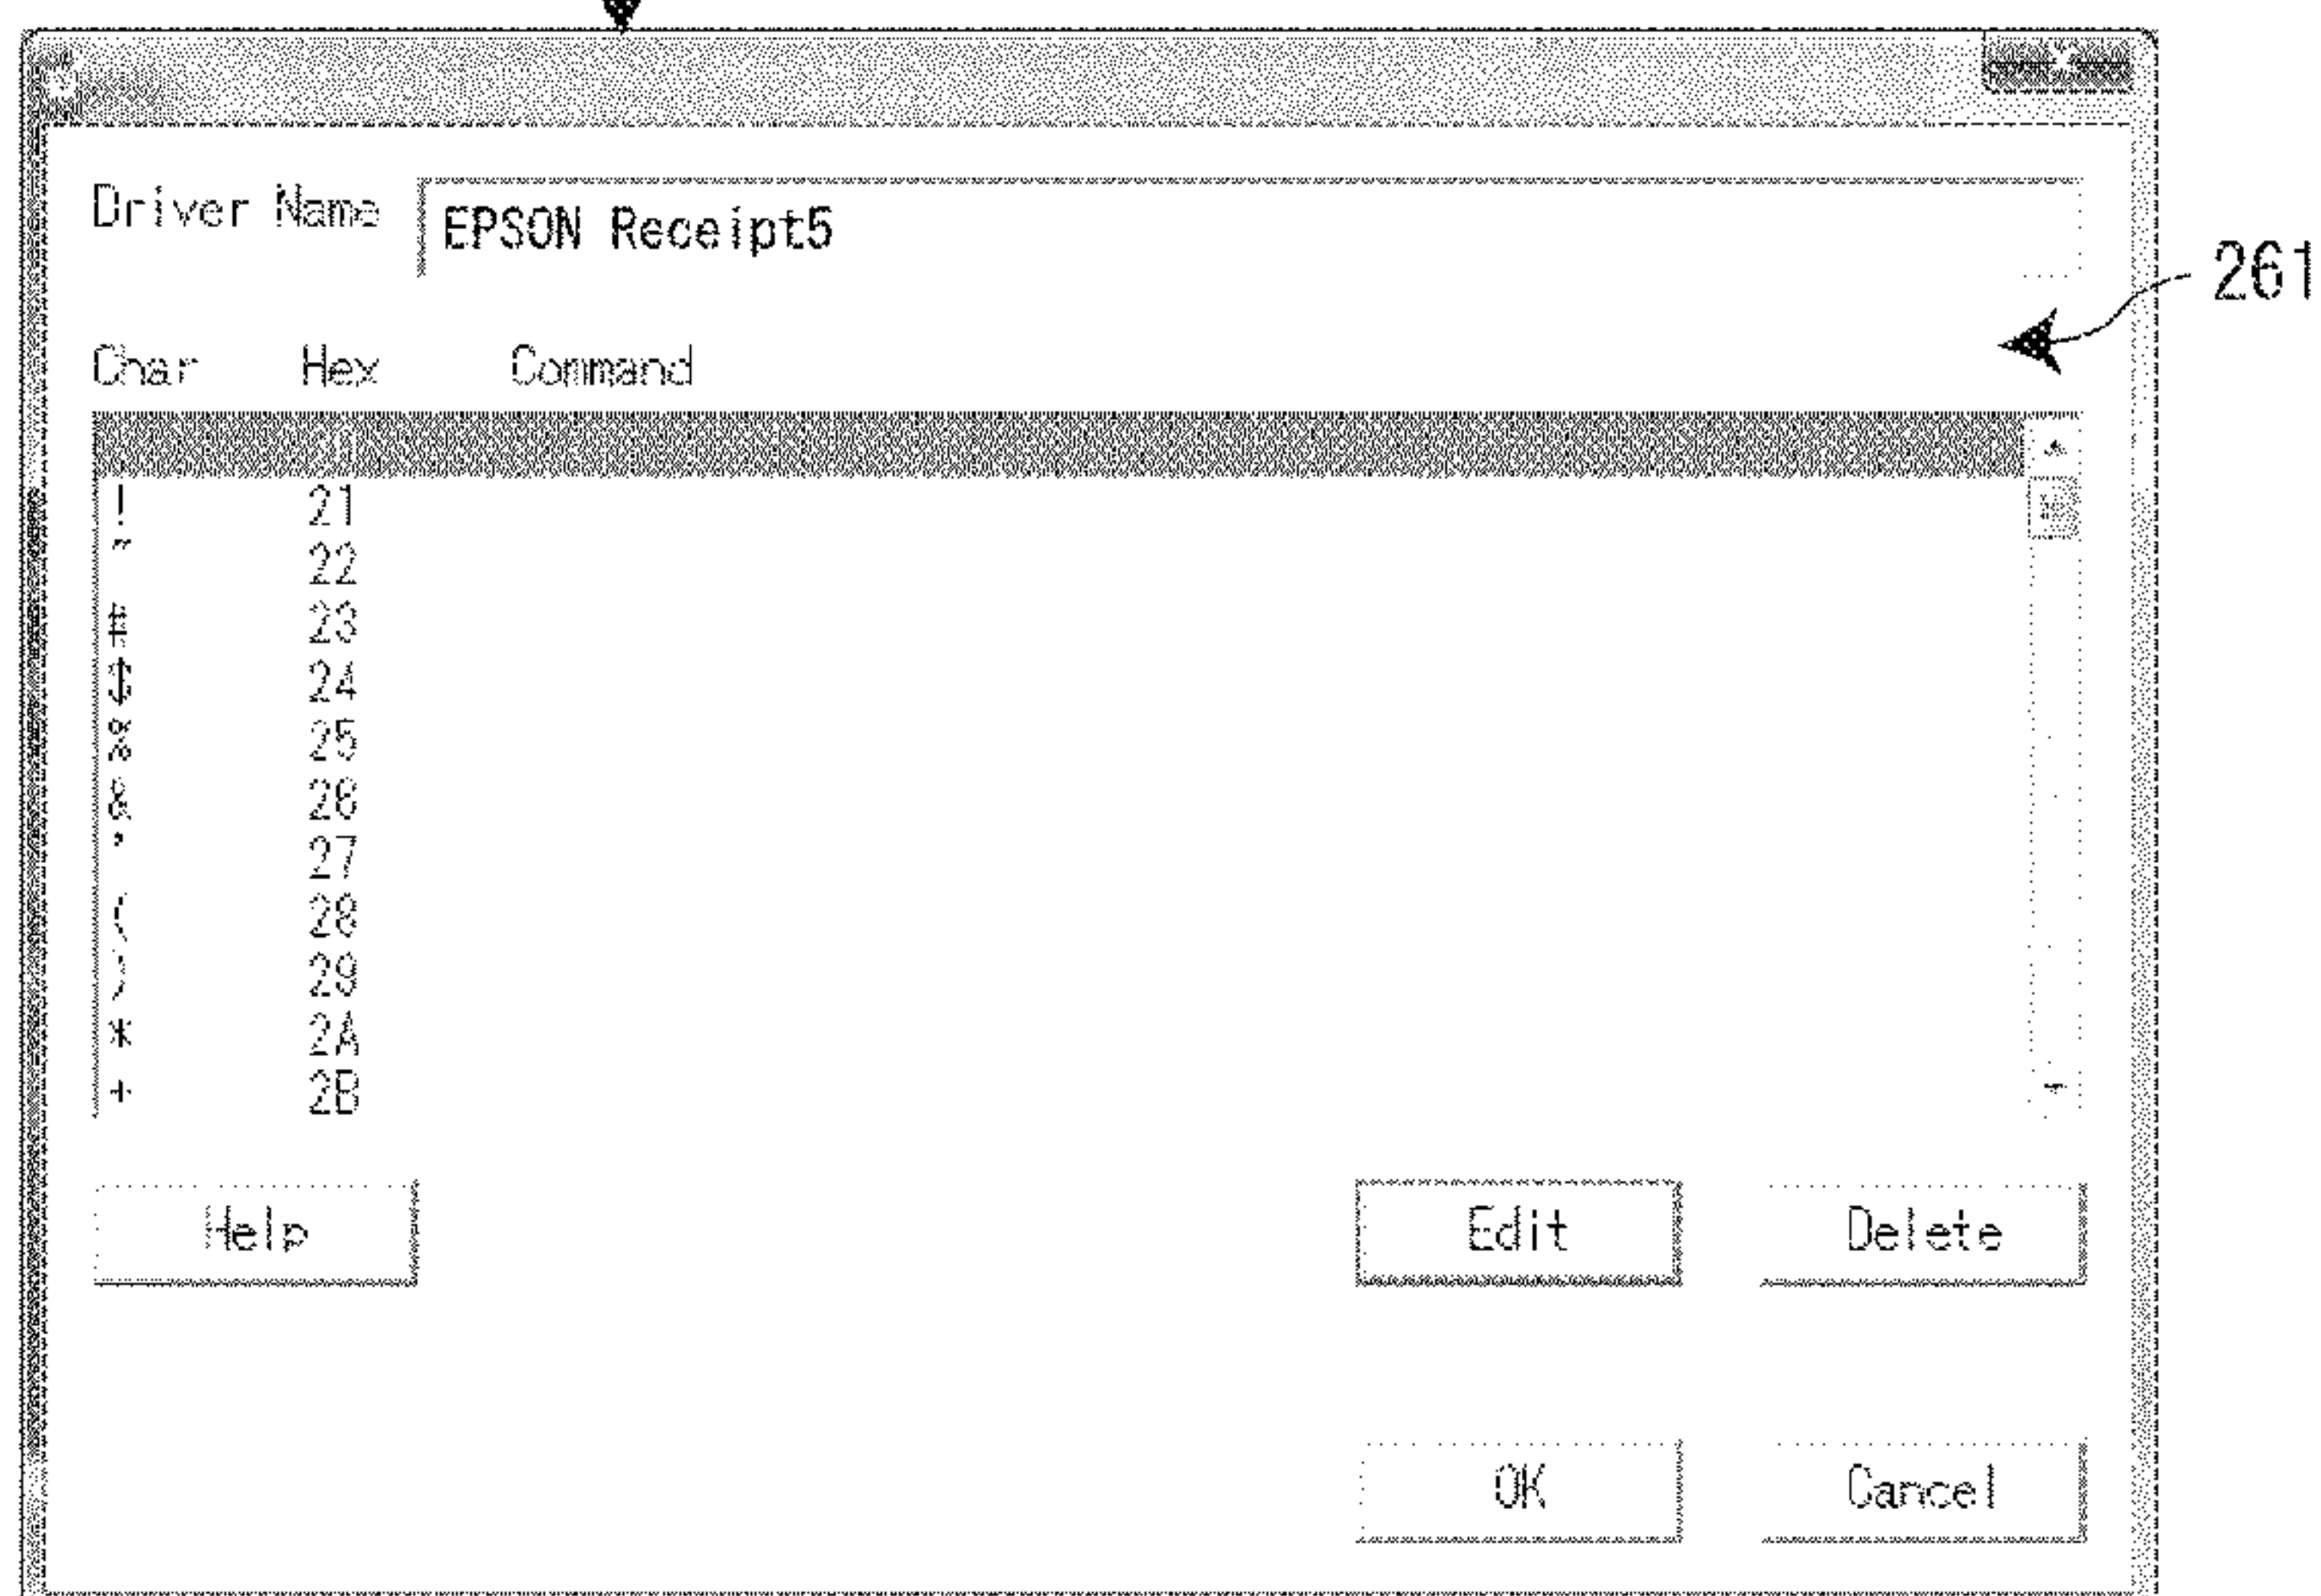 Driver Name EPSON Receipt5
261
Char Hex Command
20
! 21
" 22
# 23
$ 24
% 25
& 26
' 27
( 28
) 29
* 2A
+ 2B
Help Edit Delete
OK Cancel